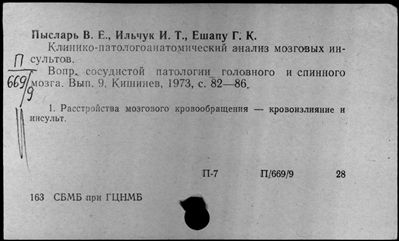 Пысларь В. Е., Ильчук И. Т., Ешану Г. К.
Клинико-патологоанатомический анализ мозговых ин-
сультов.
Вопр. сосудистой патологии головного и спинного
мозга. Вып. 9. Кишинев, 1973, с. 82—86.
П
669/9
1. Расстройства мозгового кровообращения — кровоизлияние и
инсульт.
П-7 П/669/9 28
163 СБМБ при ГЦНМБ